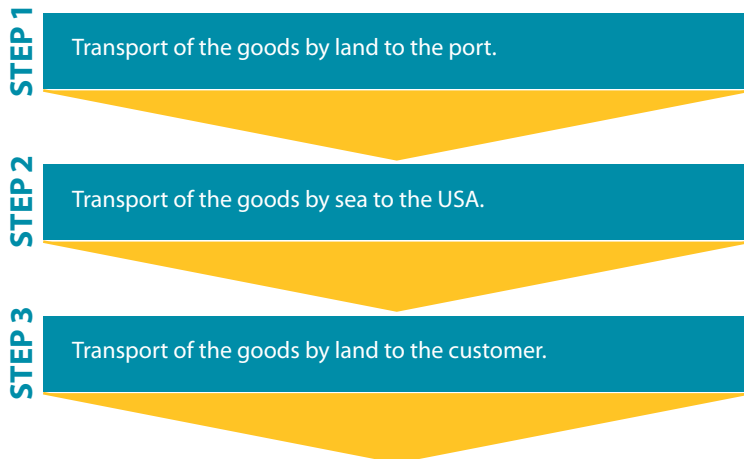 STEP 1
Transport of the goods by land to the port.
STEP 2
Transport of the goods by sea to the USA.
STEP 3
Transport of the goods by land to the customer.